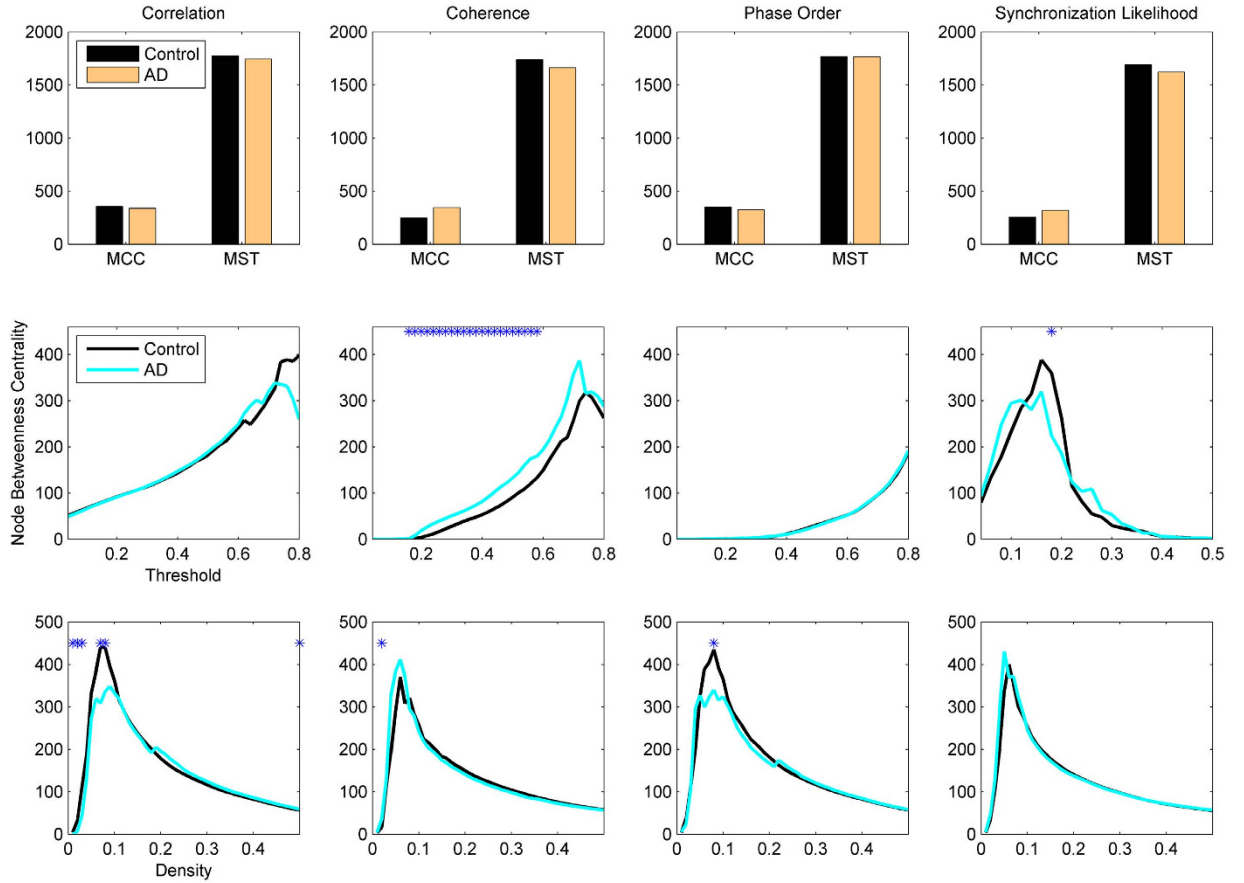 Correlation
Coherence
Phase Order
Synchronization Likelihood
2000 1500 1000 500 0
Control
AD
MCC MST
2000 1500 1000 500 0
MCC MST
2000 1500 1000 500 0
MCC MST
2000 1500 1000 500 0
MCC MST
Node Betweenness Centrality
400 300 200 100 0
Control
AD
0.2 0.4 0.6 0.8
Threshold
400 300 200 100 0
0.2 0.4 0.6 0.8
400 300 200 100 0
0.2 0.4 0.6 0.8
400 300 200 100 0
0.1 0.2 0.3 0.4 0.5
500 400 300 200 100 0
0 0.1 0.2 0.3 0.4
Density
500 400 300 200 100 0
0 0.1 0.2 0.3 0.4
500 400 300 200 100 0
0 0.1 0.2 0.3 0.4
500 400 300 200 100 0
0 0.1 0.2 0.3 0.4